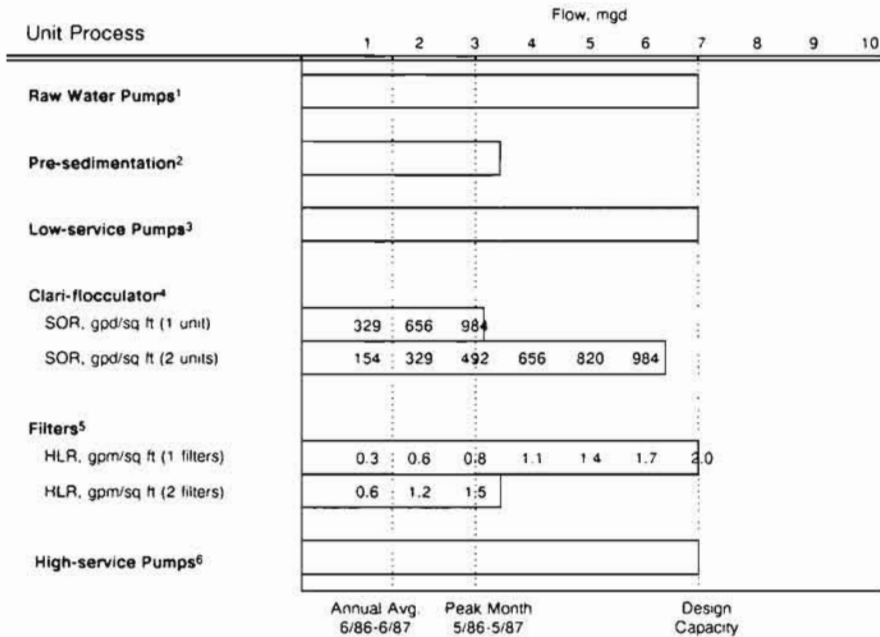 Flow, mgd
Unit Process
1 2 3 4 5 6 7 8 9 10
Raw Water Pumps¹
Pre-sedimentation²
Low-service Pumps³
Clari-flocculator⁴
SOR, gpd/sq ft (1 unit) 329 656 984
SOR, gpd/sq ft (2 units) 154 329 492 656 820 984
Filters⁵
HLR, gpm/sq ft (1 filters) 0.3 0.6 0.8 1.1 1 4 1.7 2.0
HLR, gpm/sq ft (2 filters) 0.6 1.2 1.5
High-service Pumps⁶
Annual Avg. Peak Month Design
6/86-6/87 5/86-5/87 Capacity